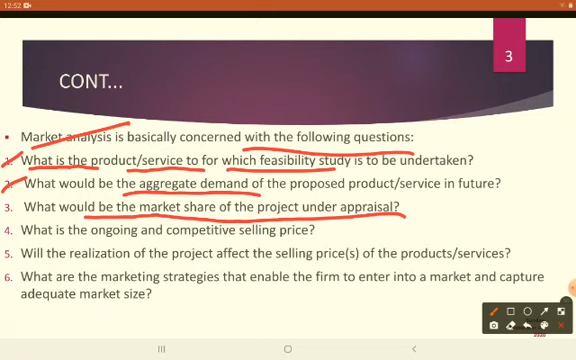 12:52
3
CONT...
Market analysis is basically concerned with the following questions:
1. What is the product/service to for which feasibility study is to be undertaken?
2. What would be the aggregate demand of the proposed product/service in future?
3. What would be the market share of the project under appraisal?
4. What is the ongoing and competitive selling price?
5. Will the realization of the project affect the selling price(s) of the products/services?
6. What are the marketing strategies that enable the firm to enter into a market and capture
adequate market size?